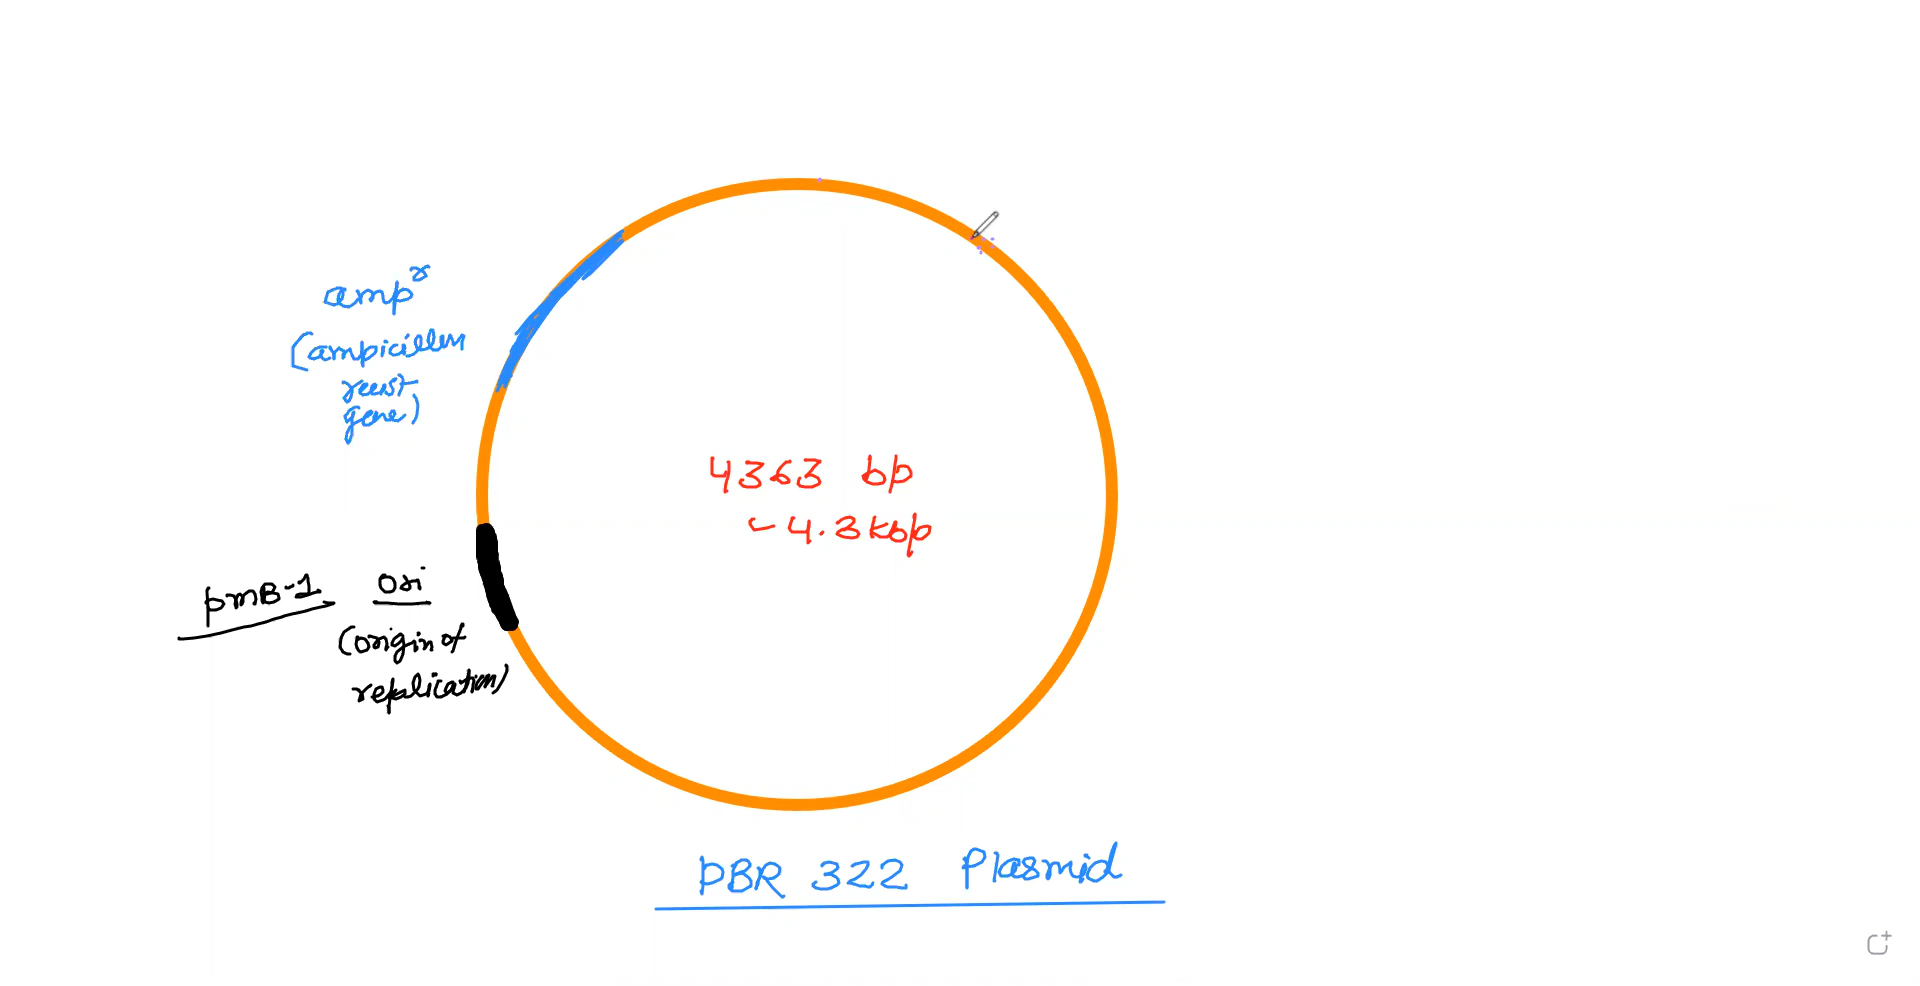 amp^r
(ampicillin
resist
gene)
4363 bp
~ 4.3 kbp
pmB-1 ori
(origin of
replication)
PBR 322 Plasmid